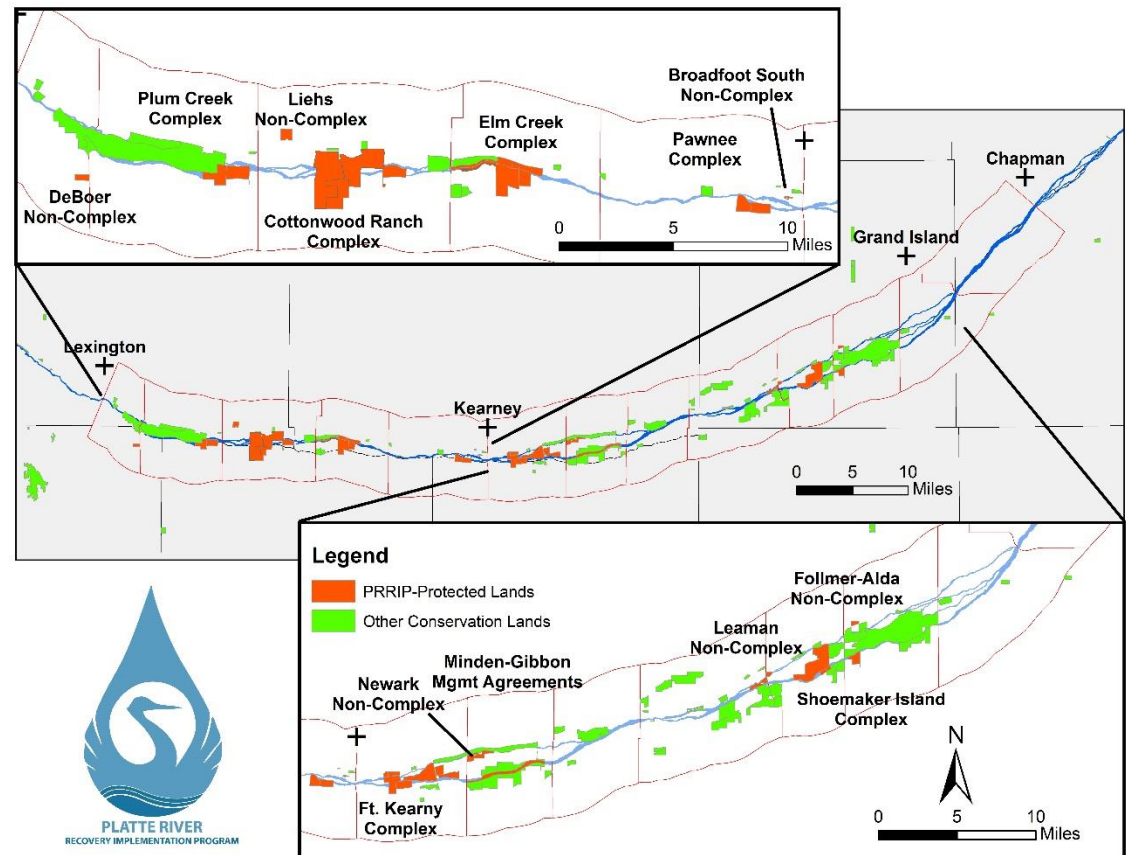 Plum Creek
Complex
Liehs
Non-Complex
Elm Creek
Complex
Broadfoot South
Non-Complex
Pawnee
Complex
DeBoer
Non-Complex
Cottonwood Ranch
Complex
0 5 10
Miles
Chapman
Grand Island
Lexington
Kearney
0 5 10
Miles
Legend
PRRIP-Protected Lands
Other Conservation Lands
Follmer-Alda
Non-Complex
Leaman
Non-Complex
Minden-Gibbon
Mgmt Agreements
Newark
Non-Complex
Shoemaker Island
Complex
Ft. Kearny
Complex
N
0 5 10
Miles
PLATTE RIVER
RECOVERY IMPLEMENTATION PROGRAM